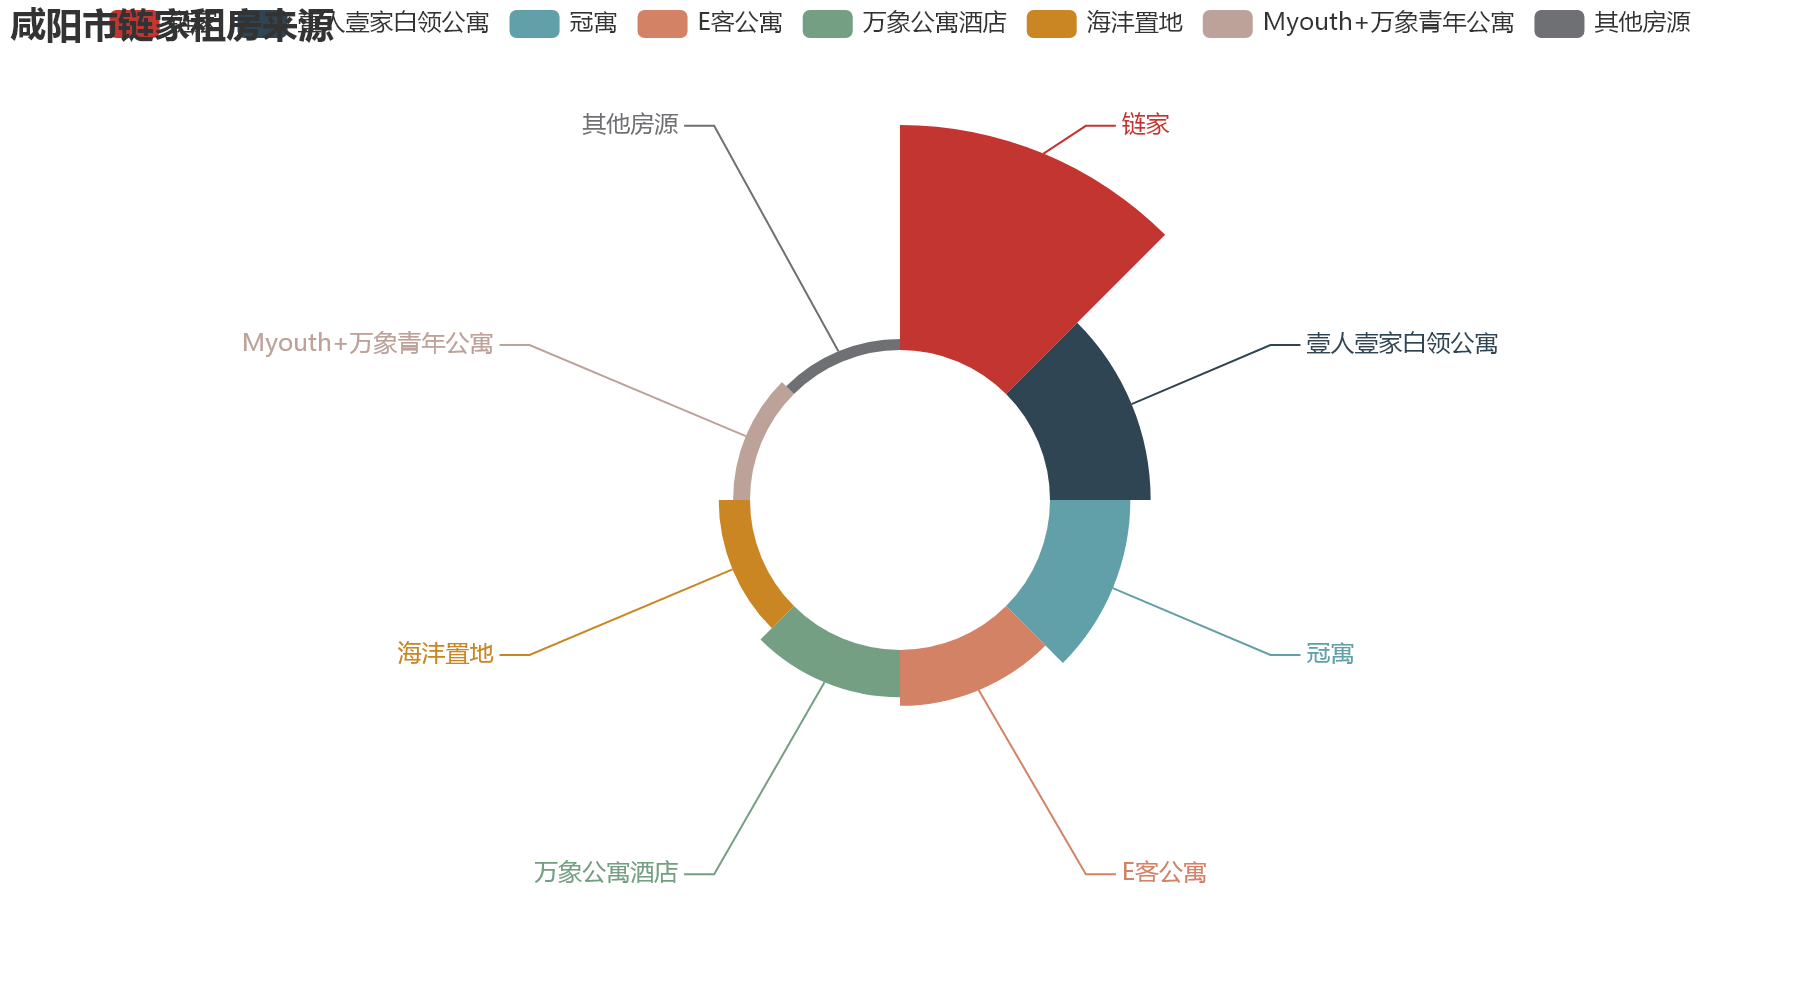 咸阳市链家租房来源
链家
壹人壹家白领公寓
冠寓
E客公寓
万象公寓酒店
海沣置地
Myouth+万象青年公寓
其他房源
其他房源
链家
Myouth+万象青年公寓
壹人壹家白领公寓
海沣置地
冠寓
万象公寓酒店
E客公寓